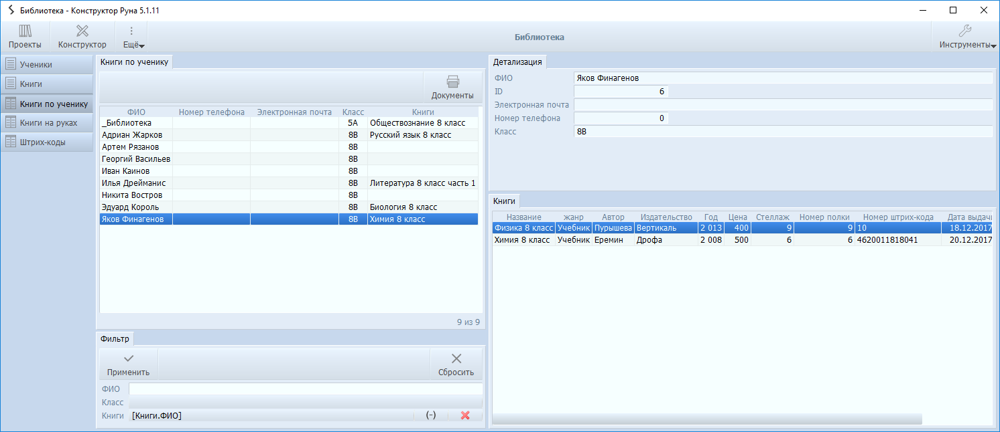 Библиотека - Конструктор Руна 5.1.11
Проекты Конструктор Ещё Библиотека Инструменты
Ученики
Книги
Книги по ученику
Книги на руках
Штрих-коды
Книги по ученику
Документы
ФИО Номер телефона Электронная почта Класс Книги
_Библиотека 5А Обществознание 8 класс
Адриан Жарков 8В Русский язык 8 класс
Артем Рязанов 8В
Георгий Васильев 8В
Иван Каинов 8В
Илья Дрейманис 8В Литература 8 класс часть 1
Никита Востров 8В
Эдуард Король 8В Биология 8 класс
Яков Финагенов 8В Химия 8 класс
9 из 9
Фильтр
Применить Сбросить
ФИО
Класс
Книги [Книги.ФИО] (-)
Детализация
ФИО Яков Финагенов
ID 6
Электронная почта
Номер телефона 0
Класс 8В
Книги
Название жанр Автор Издательство Год Цена Стеллаж Номер полки Номер штрих-кода Дата выдачи
Физика 8 класс Учебник Пурышева Вертикаль 2 013 400 9 9 10 18.12.2017
Химия 8 класс Учебник Еремин Дрофа 2 008 500 6 6 4620011818041 20.12.2017